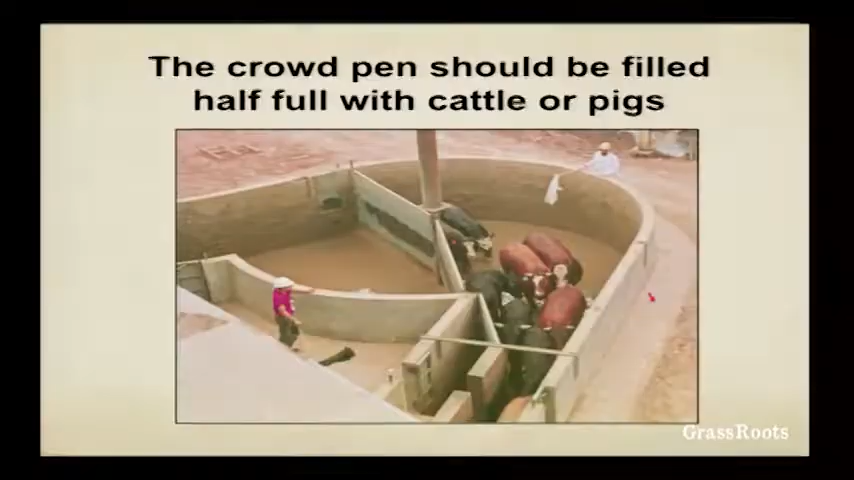 The crowd pen should be filled
half full with cattle or pigs
GrassRoots